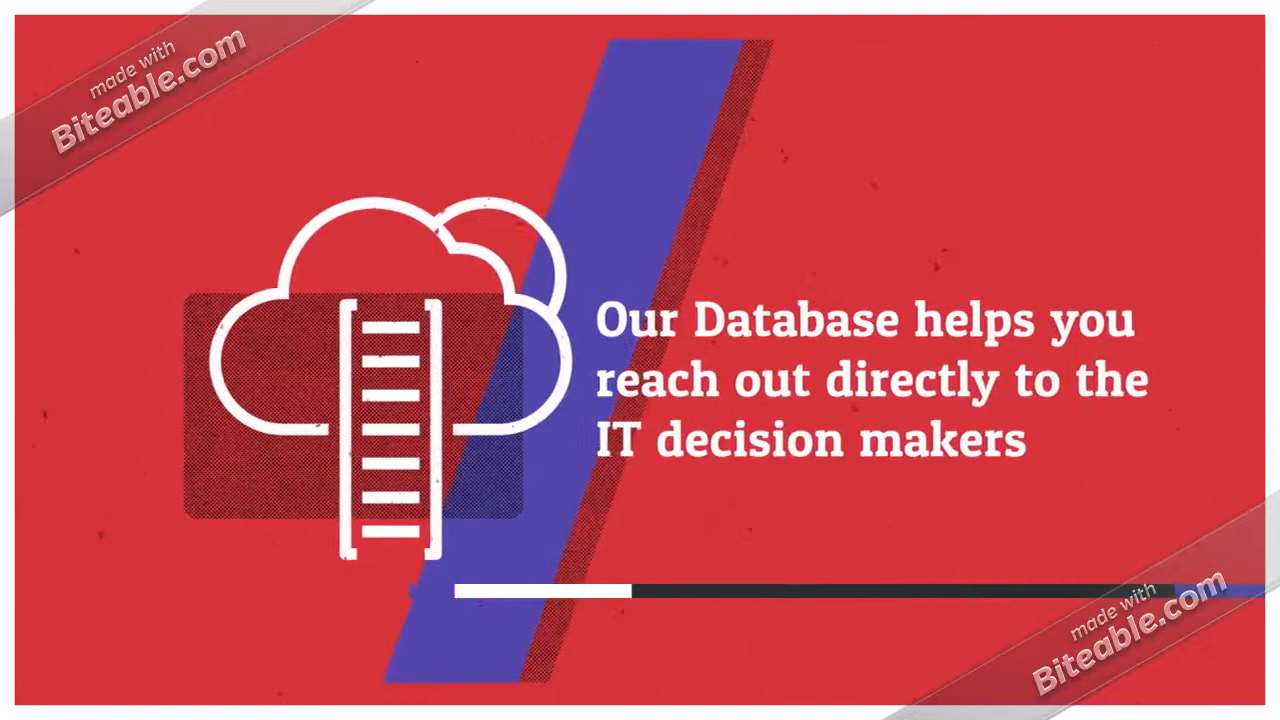 made with
Biteable.com
Our Database helps you
reach out directly to the
IT decision makers
made with
Biteable.com